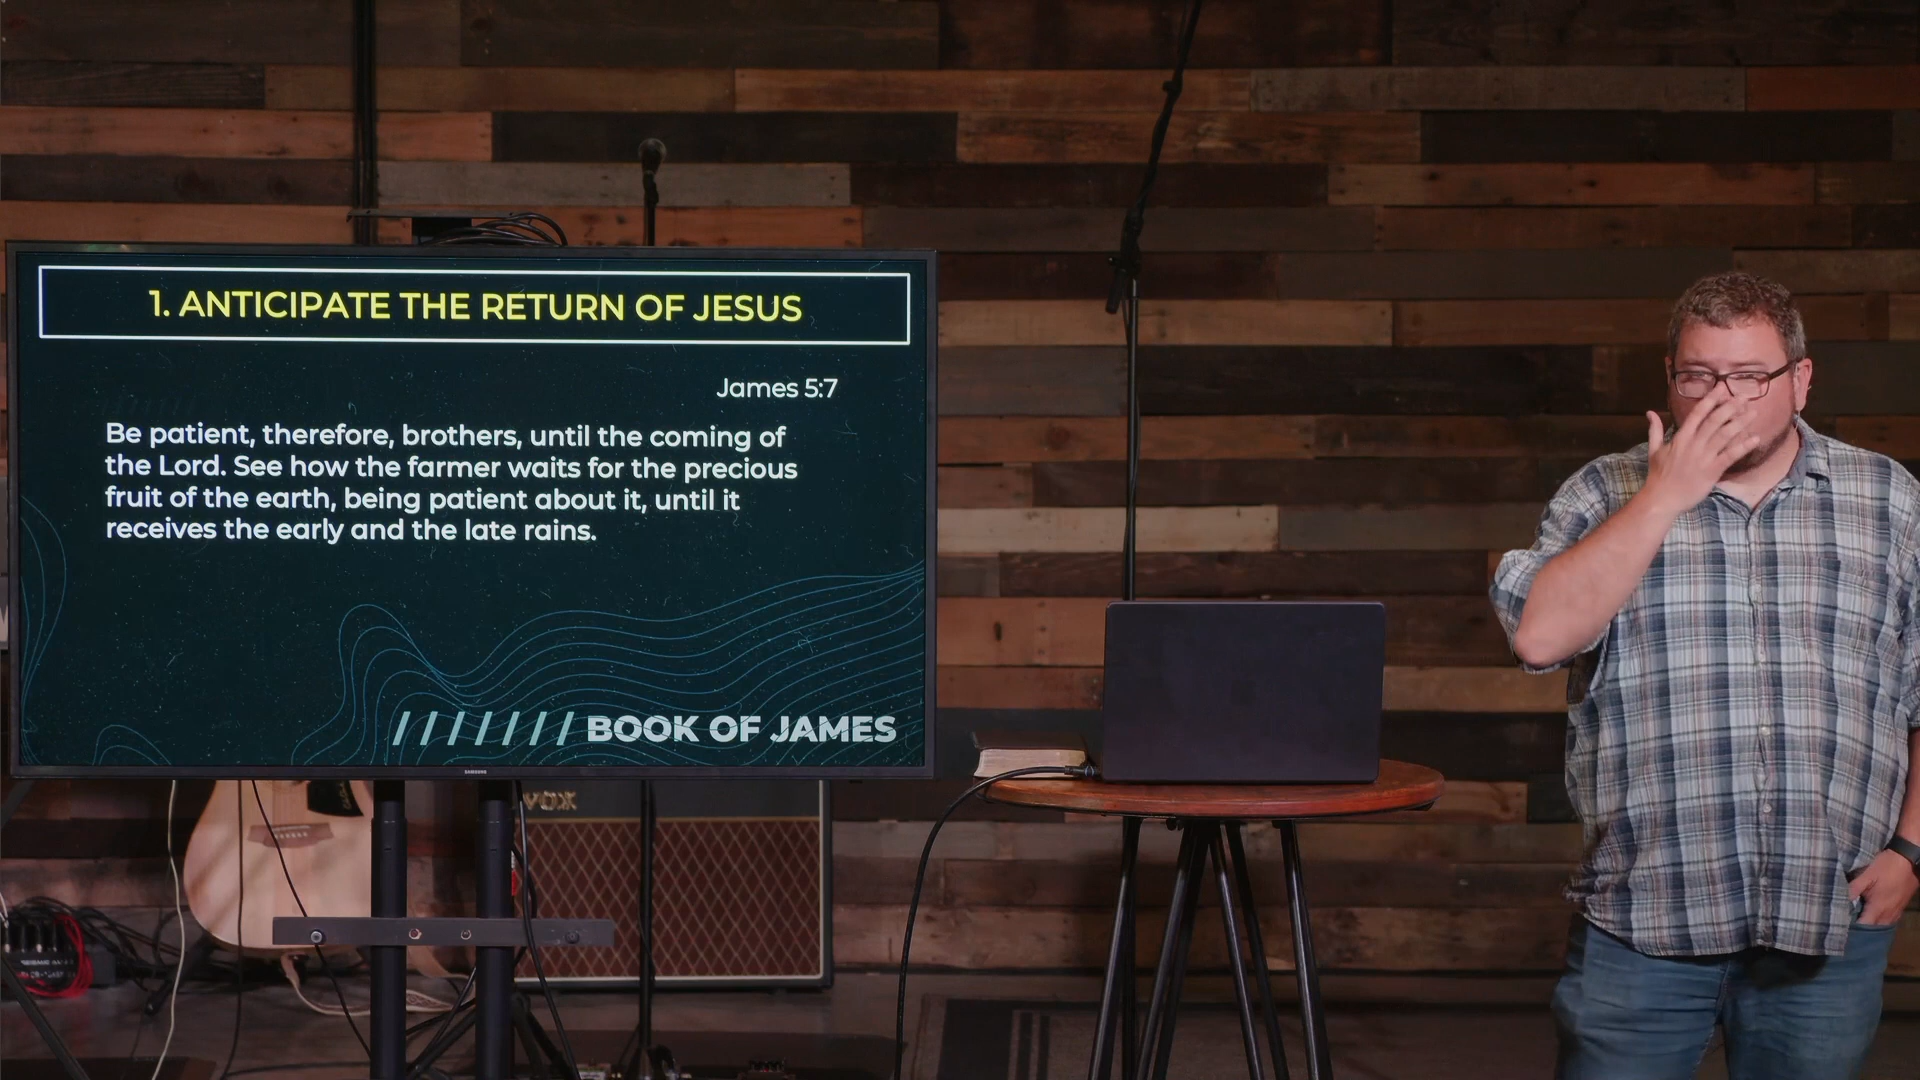 1. ANTICIPATE THE RETURN OF JESUS
James 5:7
Be patient, therefore, brothers, until the coming of
the Lord. See how the farmer waits for the precious
fruit of the earth, being patient about it, until it
receives the early and the late rains.
/////// BOOK OF JAMES
SAMSUNG
VOX